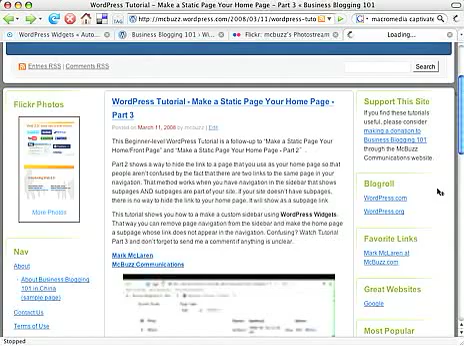 WordPress Tutorial - Make a Static Page Your Home Page - Part 3 « Business Blogging 101
http://mcbuzz.wordpress.com/2008/03/11/wordpress-tuto
macromedia captivate
WordPress Widgets « Autom...
Business Blogging 101 › Wi...
Flickr: mcbuzz's Photostream
Loading...
Entries RSS | Comments RSS
Search
Flickr Photos
More Photos
Nav
About
About Business Blogging
101 in China
(sample page)
Contact Us
Terms of Use
WordPress Tutorial - Make a Static Page Your Home Page -
Part 3
Posted on March 11, 2008 by mcbuzz | Edit
This Beginner-level WordPress Tutorial is a follow-up to "Make a Static Page Your
Home/Front Page" and "Make a Static Page Your Home Page - Part 2" .
Part 2 shows a way to hide the link to a page that you use as your home page so that
people aren't confused by the fact that there are two links to the same page in your
navigation. That method works when you have navigation in the sidebar that shows
subpages AND subpages are part of your site. If your site doesn't have subpages,
there is no way to hide the link to your home page. It will show as a subpage link
This tutorial shows you how to make a custom sidebar using WordPress Widgets.
That way you can remove page navigation from the sidebar and make the home page
a subpage whose link does not appear in the navigation. Confusing? Watch Tutorial
Part 3 and don't forget to send me a comment if anything is unclear.
Mark McLaren
McBuzz Communications
Support This Site
If you find these tutorials
useful, please consider
making a donation to
Business Blogging 101
through the McBuzz
Communications website.
Blogroll
WordPress.com
WordPress.org
Favorite Links
Mark McLaren at
McBuzz.com
Great Websites
Google
Most Popular
Stopped